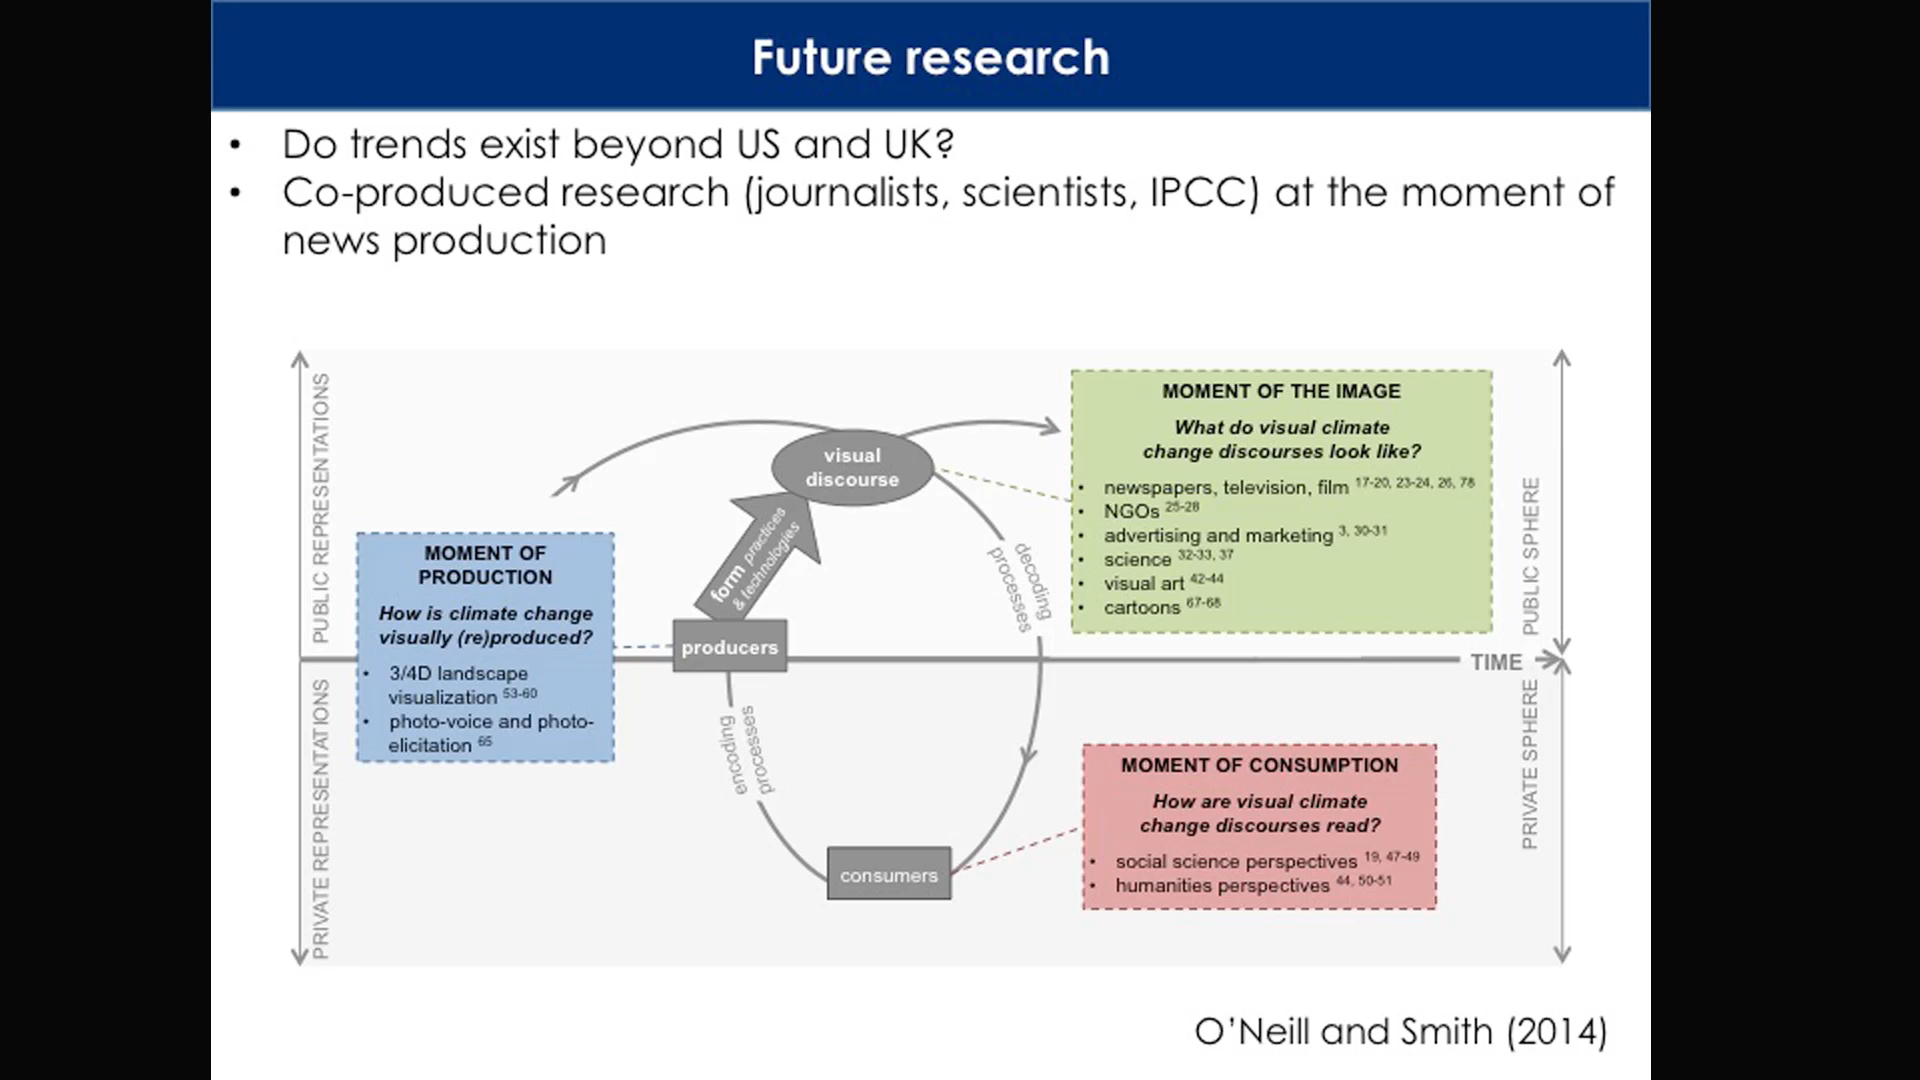 Future research
• Do trends exist beyond US and UK?
• Co-produced research (journalists, scientists, IPCC) at the moment of
news production
PUBLIC REPRESENTATIONS
PRIVATE REPRESENTATIONS
MOMENT OF
PRODUCTION
How is climate change
visually (re)produced?
• 3/4D landscape
visualization 53-60
• photo-voice and photo-
elicitation 65
visual
discourse
form practices
& technologies
producers
encoding
processes
decoding
processes
consumers
MOMENT OF THE IMAGE
What do visual climate
change discourses look like?
• newspapers, television, film 17-20, 23-24, 26, 78
• NGOs 25-28
• advertising and marketing 3, 30-31
• science 32-33, 37
• visual art 42-44
• cartoons 67-68
TIME
MOMENT OF CONSUMPTION
How are visual climate
change discourses read?
• social science perspectives 19, 47-49
• humanities perspectives 44, 50-51
PUBLIC SPHERE
PRIVATE SPHERE
O'Neill and Smith (2014)